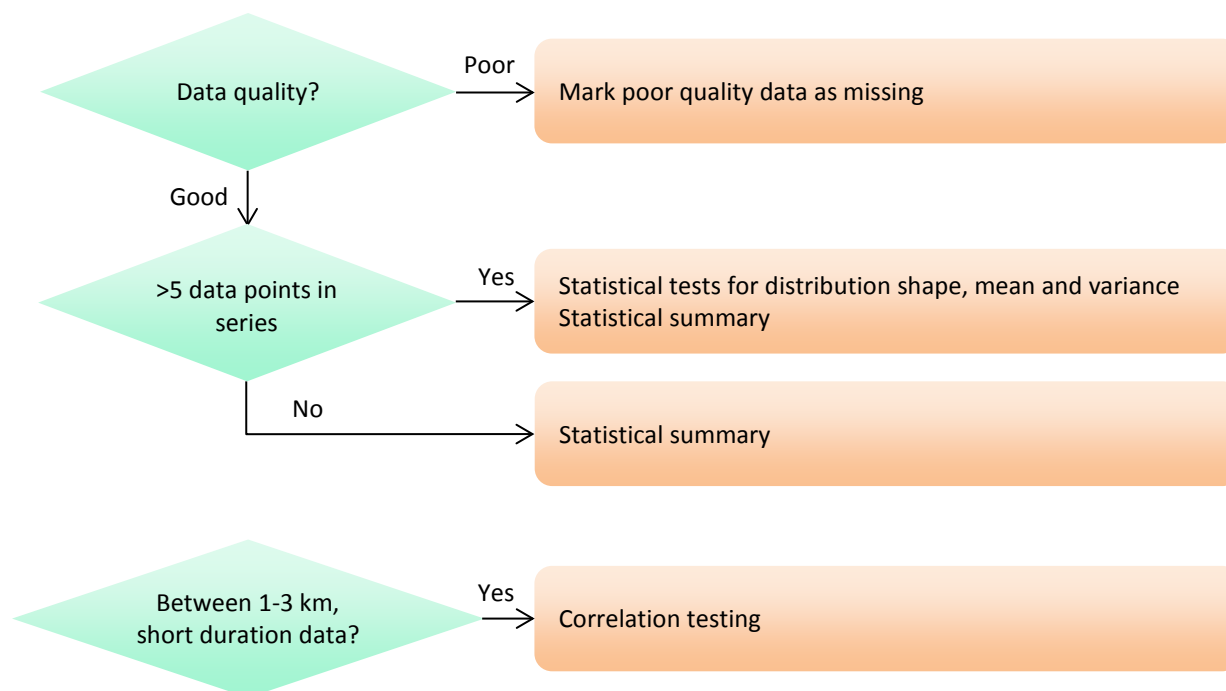 Data quality?
Poor
Mark poor quality data as missing
Good
>5 data points in
series
Yes
Statistical tests for distribution shape, mean and variance
Statistical summary
No
Statistical summary
Between 1-3 km,
short duration data?
Yes
Correlation testing